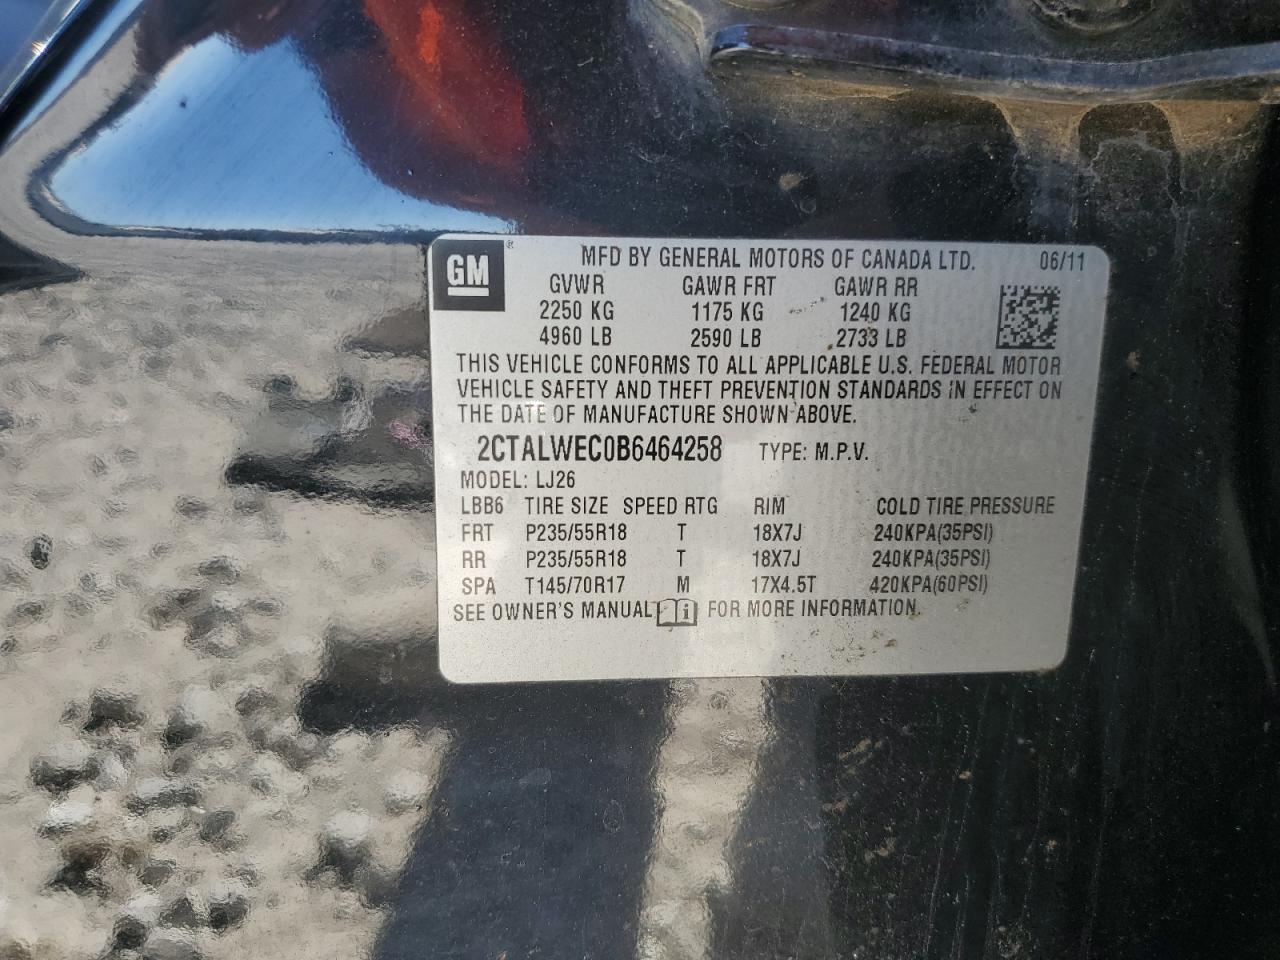 GM ® MFD BY GENERAL MOTORS OF CANADA LTD. 06/11
GVWR GAWR FRT GAWR RR
2250 KG 1175 KG 1240 KG
4960 LB 2590 LB 2733 LB
THIS VEHICLE CONFORMS TO ALL APPLICABLE U.S. FEDERAL MOTOR
VEHICLE SAFETY AND THEFT PREVENTION STANDARDS IN EFFECT ON
THE DATE OF MANUFACTURE SHOWN ABOVE.
2CTALWEC0B6464258 TYPE: M.P.V.
MODEL: LJ26
LBB6 TIRE SIZE SPEED RTG RIM COLD TIRE PRESSURE
FRT P235/55R18 T 18X7J 240KPA(35PSI)
RR P235/55R18 T 18X7J 240KPA(35PSI)
SPA T145/70R17 M 17X4.5T 420KPA(60PSI)
SEE OWNER'S MANUAL i FOR MORE INFORMATION.